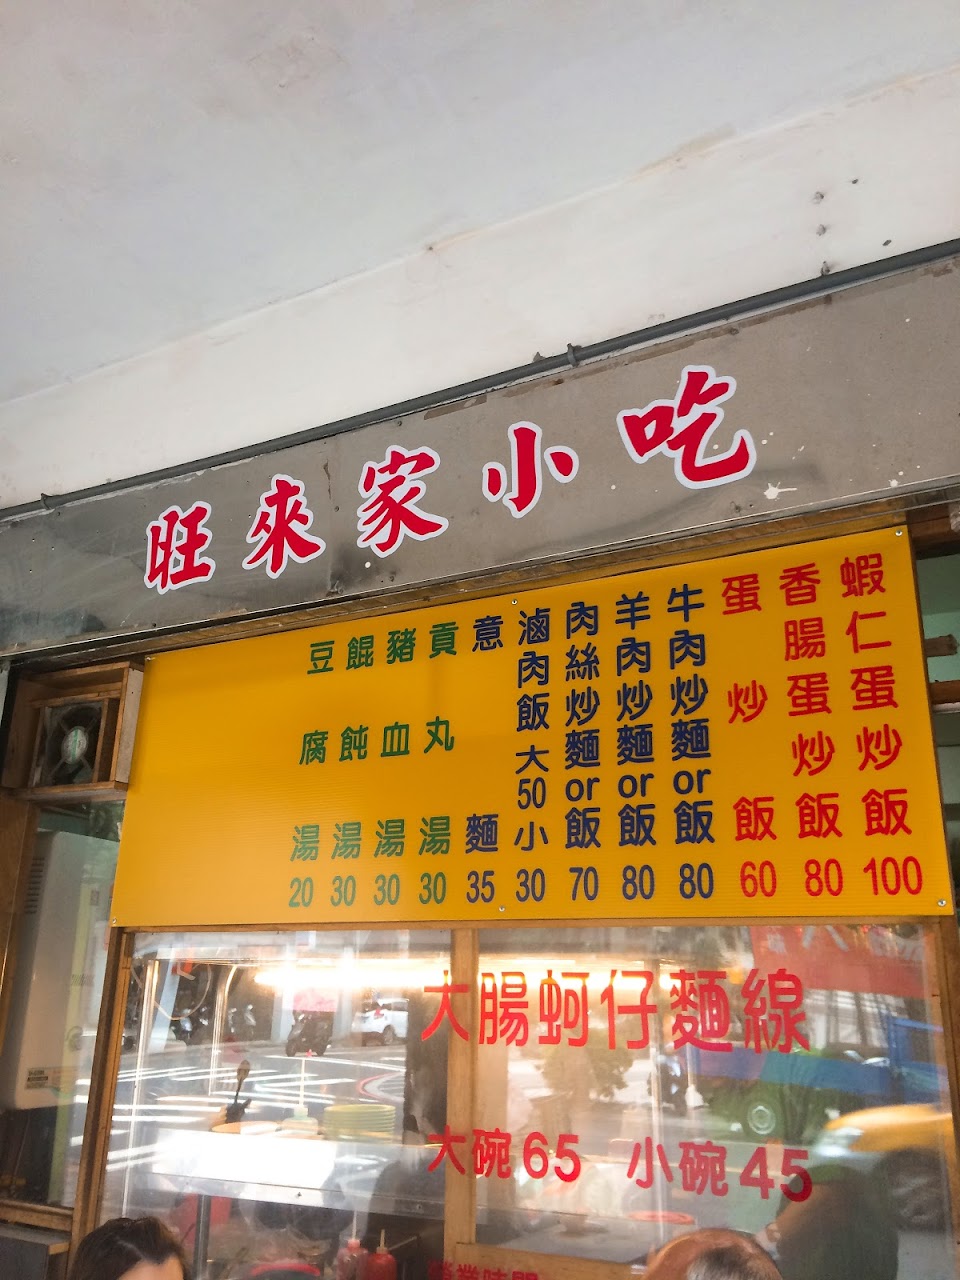 旺來家小吃
蝦仁蛋炒飯 100
香腸蛋炒飯 80
蛋炒飯 60
牛肉炒麵or飯 80
羊肉炒麵or飯 80
肉絲炒麵or飯 70
滷肉飯大50小30
意麵 35
貢丸湯 30
豬血湯 30
餛飩湯 30
豆腐湯 20
大腸蚵仔麵線
大碗65 小碗45
營業時間